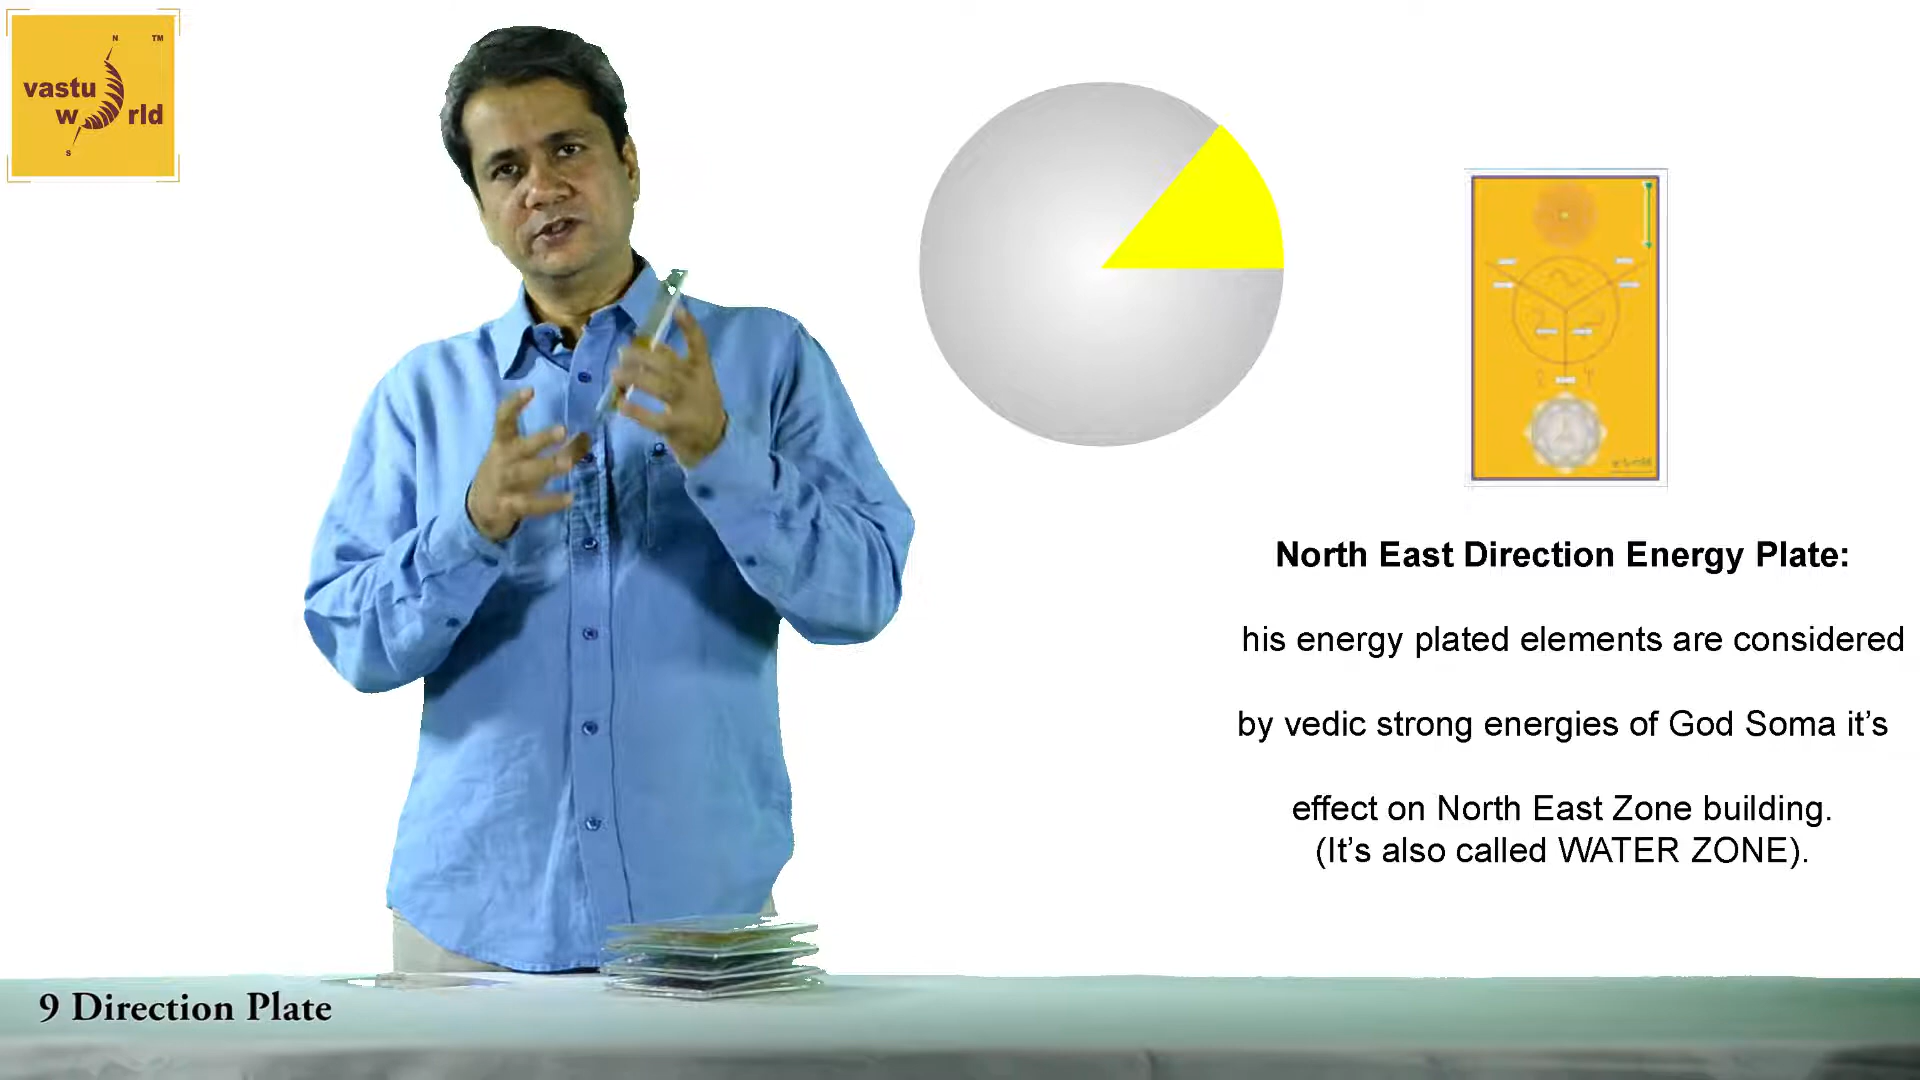 N TM
vastu
w rld
S
North East Direction Energy Plate:
his energy plated elements are considered
by vedic strong energies of God Soma it’s
effect on North East Zone building.
(It’s also called WATER ZONE).
9 Direction Plate